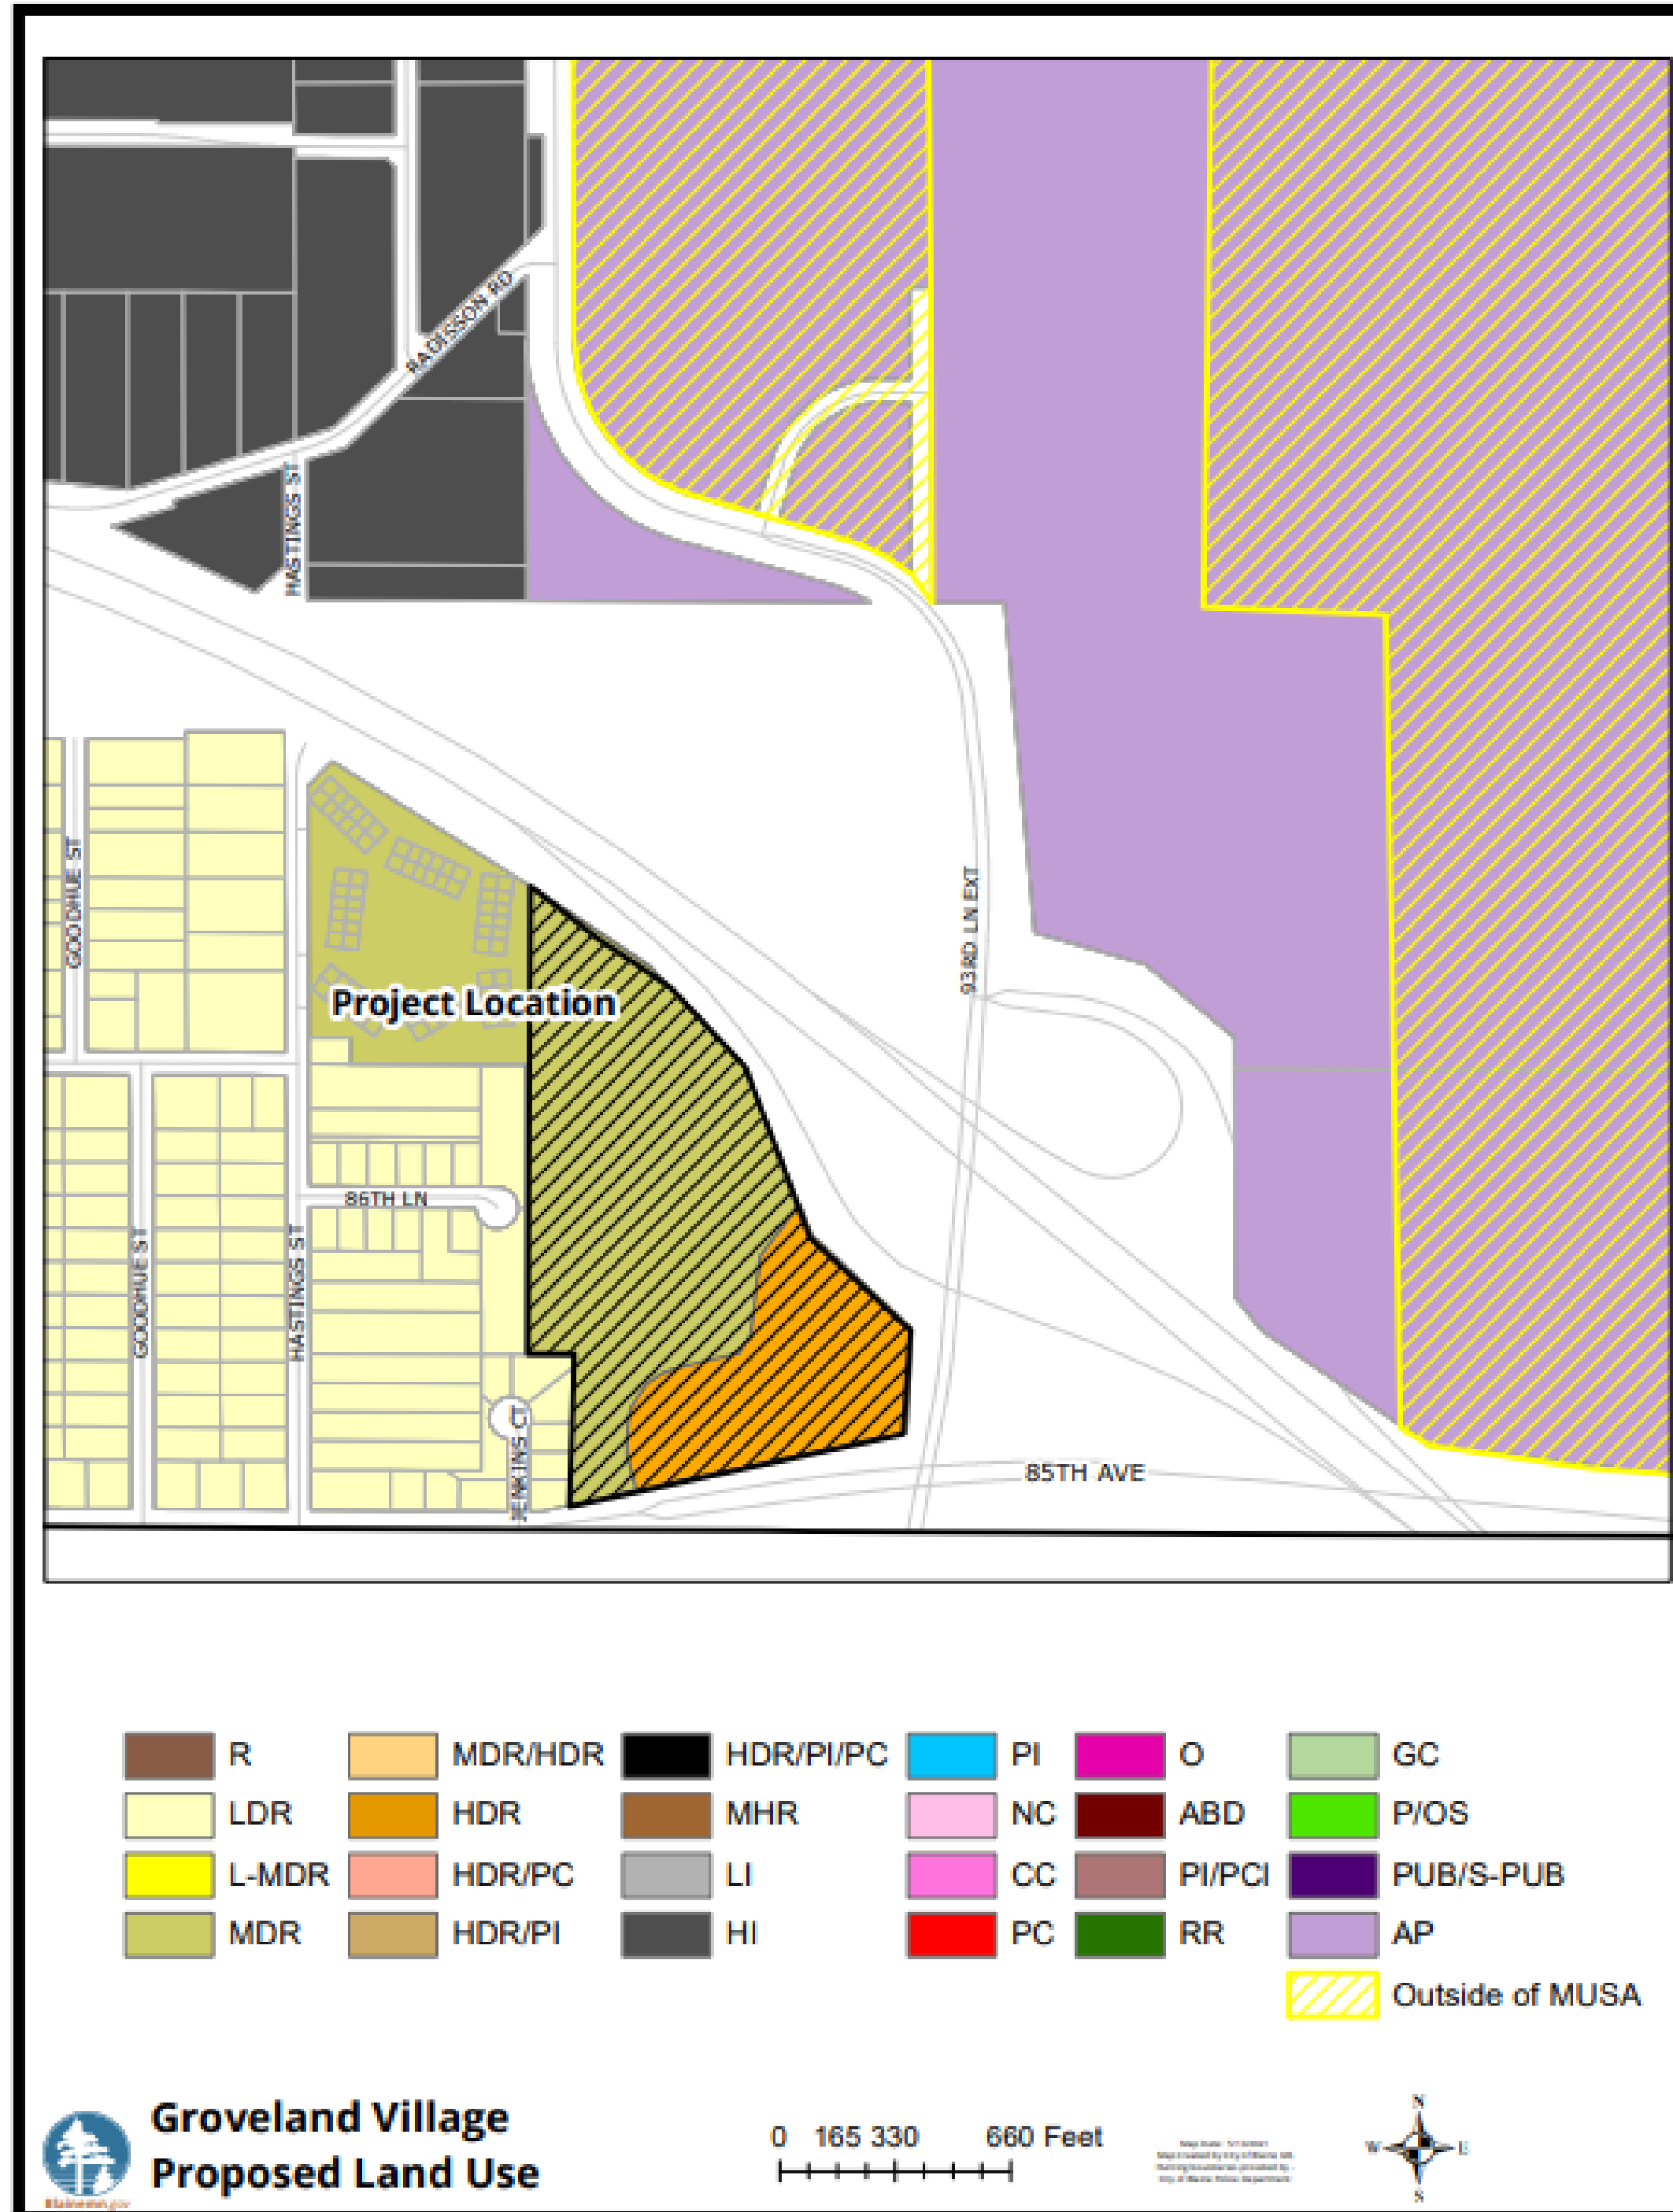 RADISSON RD
HASTINGS ST
GOODHUE ST
93RD LN EXT
Project Location
86TH LN
GOODHUE ST
HASTINGS ST
JENKINS CT
85TH AVE
R MDR/HDR HDR/PI/PC PI O GC
LDR HDR MHR NC ABD P/OS
L-MDR HDR/PC LI CC PI/PCI PUB/S-PUB
MDR HDR/PI HI PC RR AP
Outside of MUSA
Groveland Village
Proposed Land Use
Blainemn.gov
0 165 330 660 Feet
N
W E
S